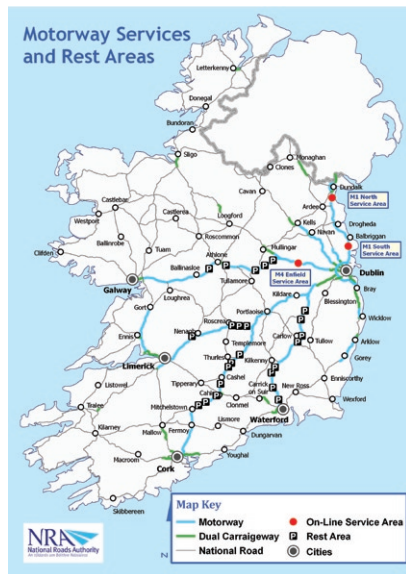 Motorway Services
and Rest Areas
Letterkenny
Donegal
Bundoran
Sligo
Monaghan
Clones
Dundalk
M1 North
Service Area
Cavan
Ardee
Castlebar
Westport
Castlerea
Longford
Kells
Drogheda
Navan
Balbriggan
Ballinrobe
Roscommon
Tuam
Mullingar
M1 South
Service Area
Clifden
Athlone
M4 Enfield
Service Area
Dublin
Ballinasloe
Tullamore
Galway
Kildare
Bray
Loughrea
Blessington
Gort
Portlaoise
Wicklow
Roscrea
Ennis
Nenagh
Carlow
Arklow
Templemore
Tullow
Limerick
Thurles
Kilkenny
Gorey
Cashel
Listowel
Tipperary
Carrick
on Suir
Enniscorthy
Cahir
New Ross
Tralee
Mitchelstown
Clonmel
Wexford
Waterford
Killarney
Lismore
Mallow
Fermoy
Dungarvan
Macroom
Youghal
Cork
Skibbereen
Map Key
Motorway
On-Line Service Area
Dual Carraigeway
P
Rest Area
National Road
Cities
NRA
National Roads Authority
N